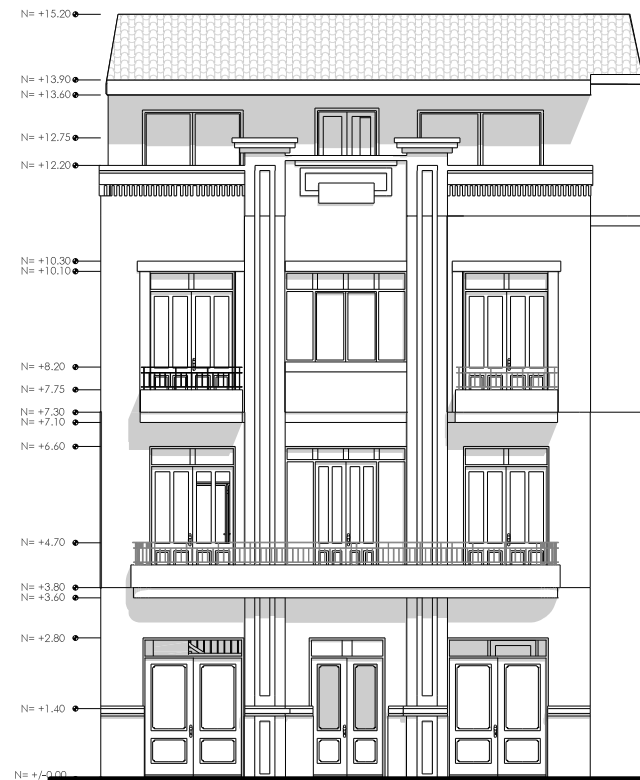 N= +15.20
N= +13.90
N= +13.60
N= +12.75
N= +12.20
N= +10.30
N= +10.10
N= +8.20
N= +7.75
N= +7.30
N= +7.10
N= +6.60
N= +4.70
N= +3.80
N= +3.60
N= +2.80
N= +1.40
N= +/-0.00